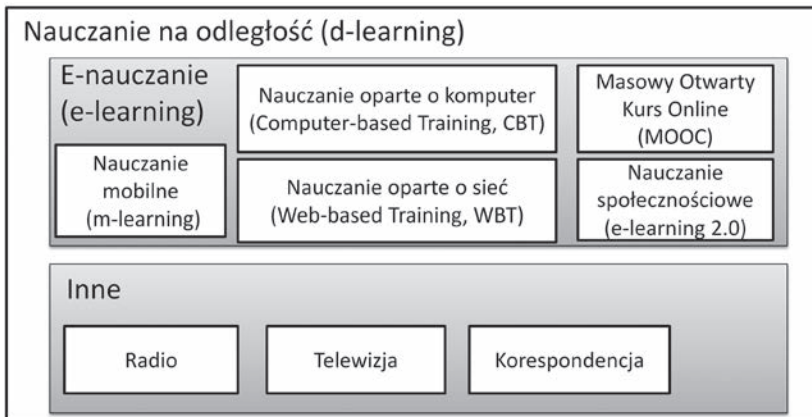 Nauczanie na odległość (d-learning)
E-nauczanie
(e-learning)
Nauczanie
mobilne
(m-learning)
Nauczanie oparte o komputer
(Computer-based Training, CBT)
Nauczanie oparte o sieć
(Web-based Training, WBT)
Masowy Otwarty
Kurs Online
(MOOC)
Nauczanie
społecznościowe
(e-learning 2.0)
Inne
Radio
Telewizja
Korespondencja